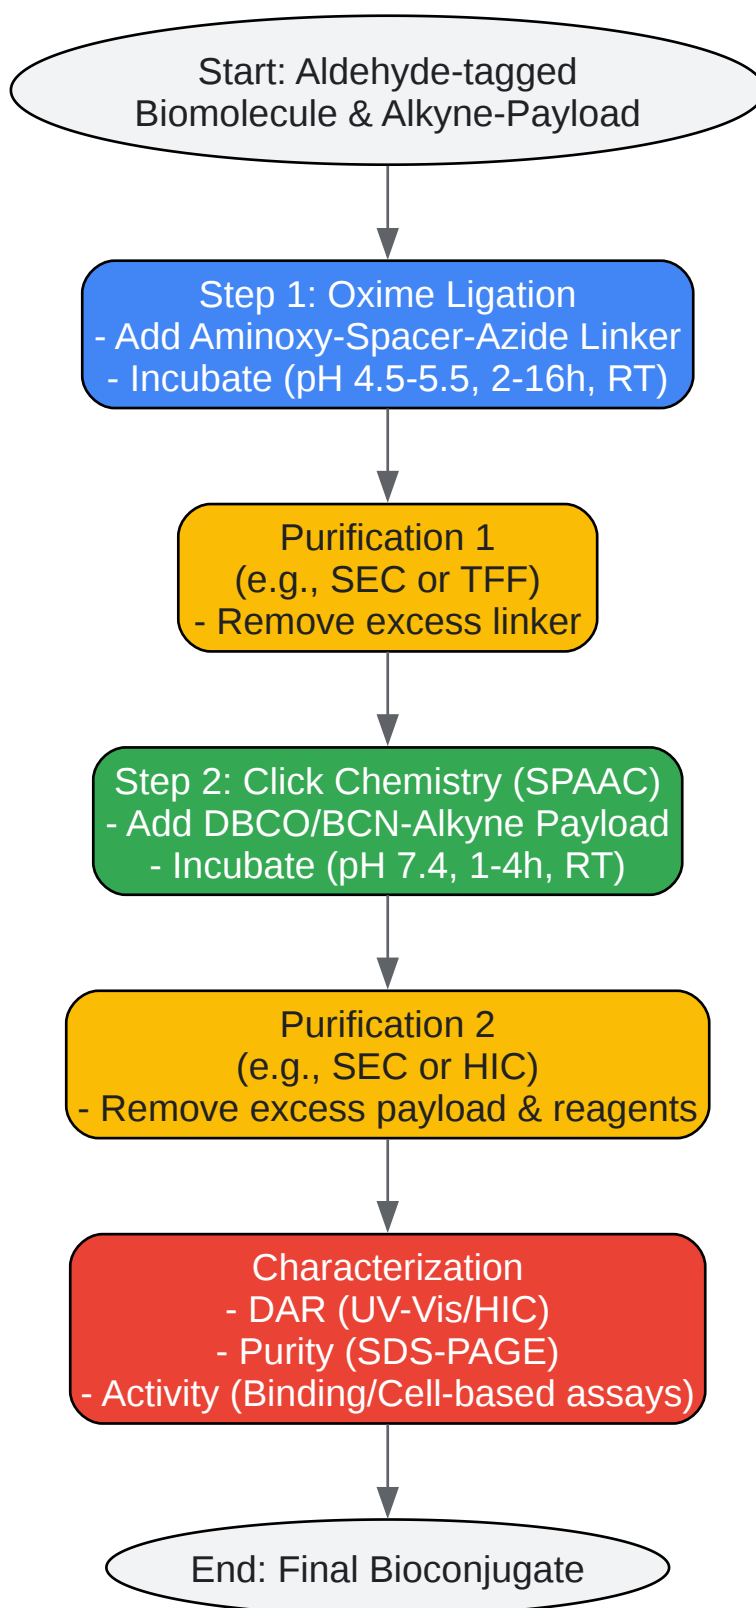 Start: Aldehyde-tagged
Biomolecule & Alkyne-Payload
Step 1: Oxime Ligation
- Add Aminoxy-Spacer-Azide Linker
- Incubate (pH 4.5-5.5, 2-16h, RT)
Purification 1
(e.g., SEC or TFF)
- Remove excess linker
Step 2: Click Chemistry (SPAAC)
- Add DBCO/BCN-Alkyne Payload
- Incubate (pH 7.4, 1-4h, RT)
Purification 2
(e.g., SEC or HIC)
- Remove excess payload & reagents
Characterization
- DAR (UV-Vis/HIC)
- Purity (SDS-PAGE)
- Activity (Binding/Cell-based assays)
End: Final Bioconjugate